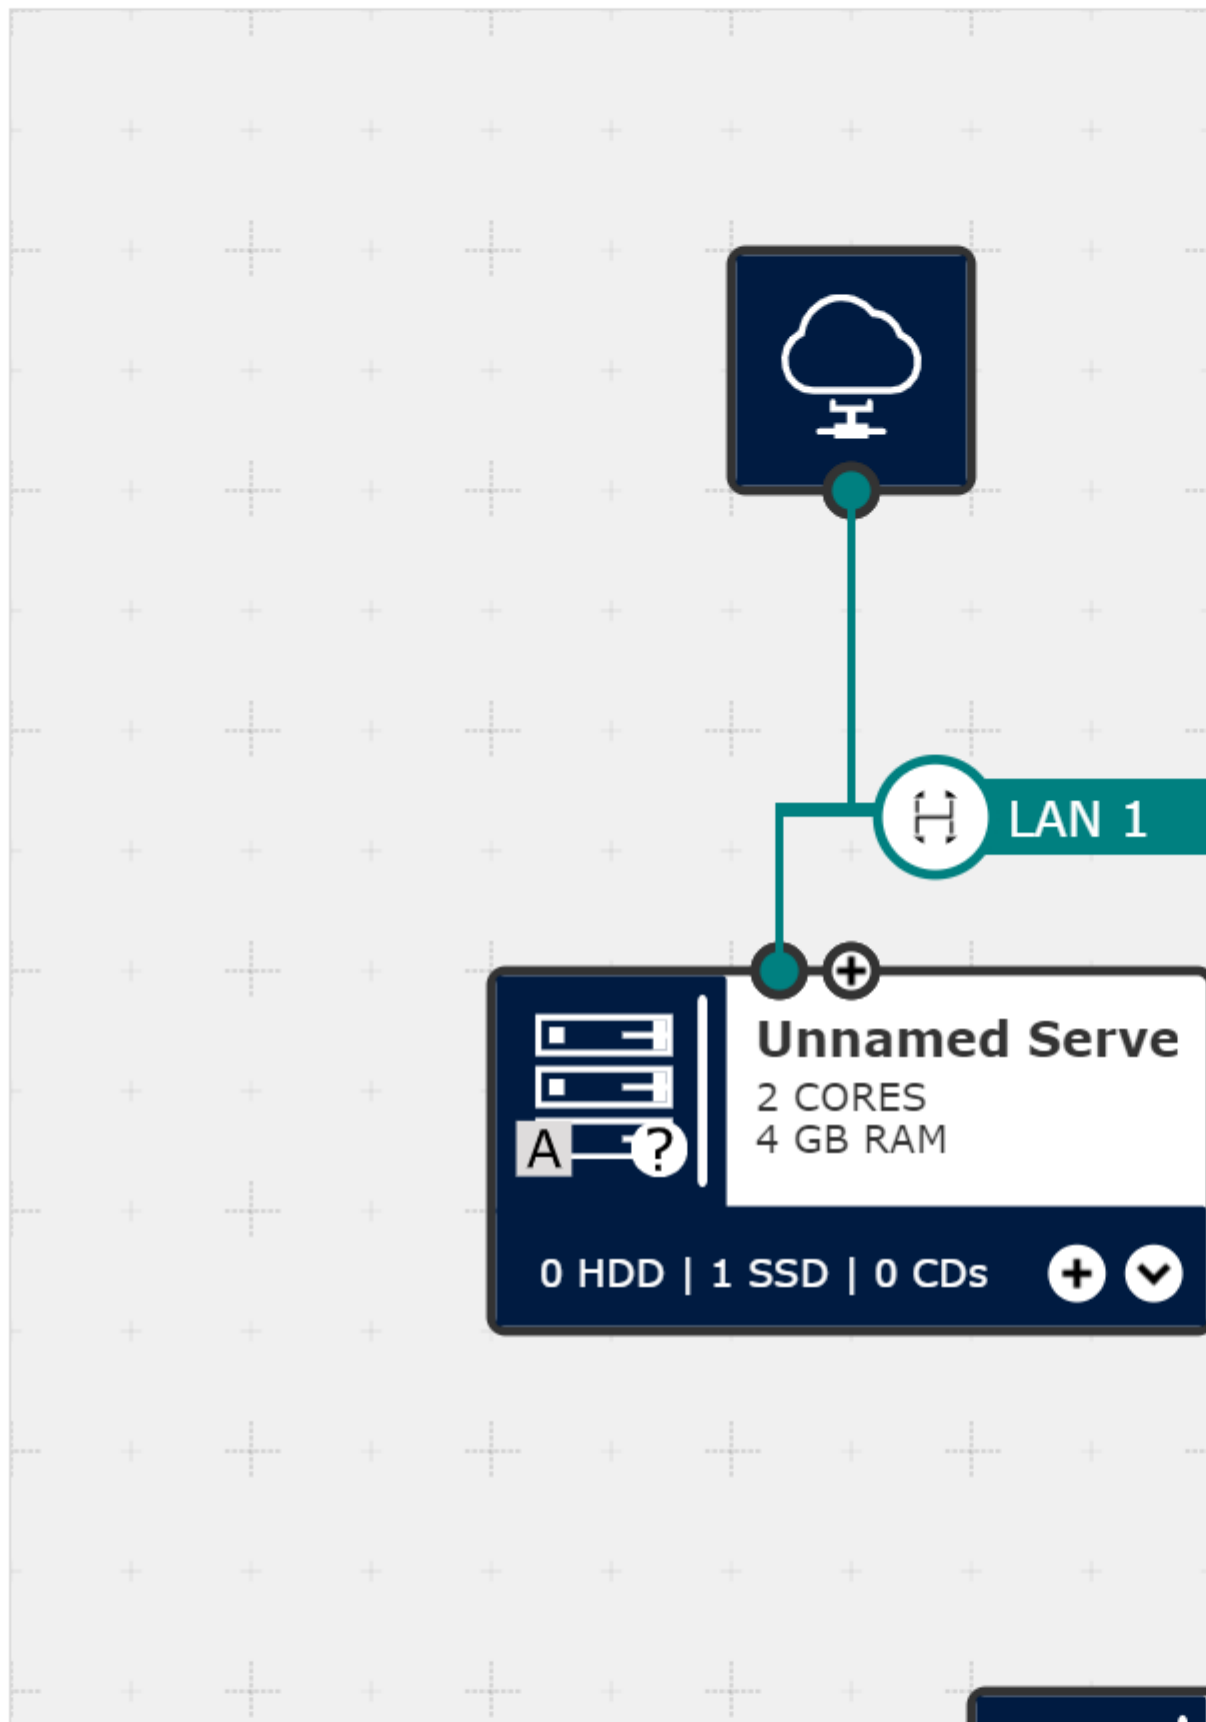 LAN 1
Unnamed Serve
2 CORES
4 GB RAM
A ?
0 HDD | 1 SSD | 0 CDs